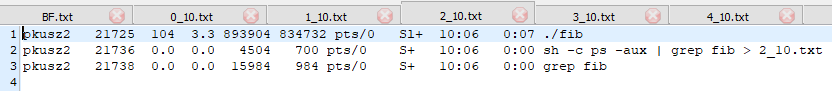 BF.txt 0_10.txt 1_10.txt 2_10.txt 3_10.txt 4_10.txt
1 pkusz2 21725 104 3.3 893904 834732 pts/0 Sl+ 10:06 0:07 ./fib
2 pkusz2 21736 0.0 0.0 4504 700 pts/0 S+ 10:06 0:00 sh -c ps -aux | grep fib > 2_10.txt
3 pkusz2 21738 0.0 0.0 15984 984 pts/0 S+ 10:06 0:00 grep fib
4